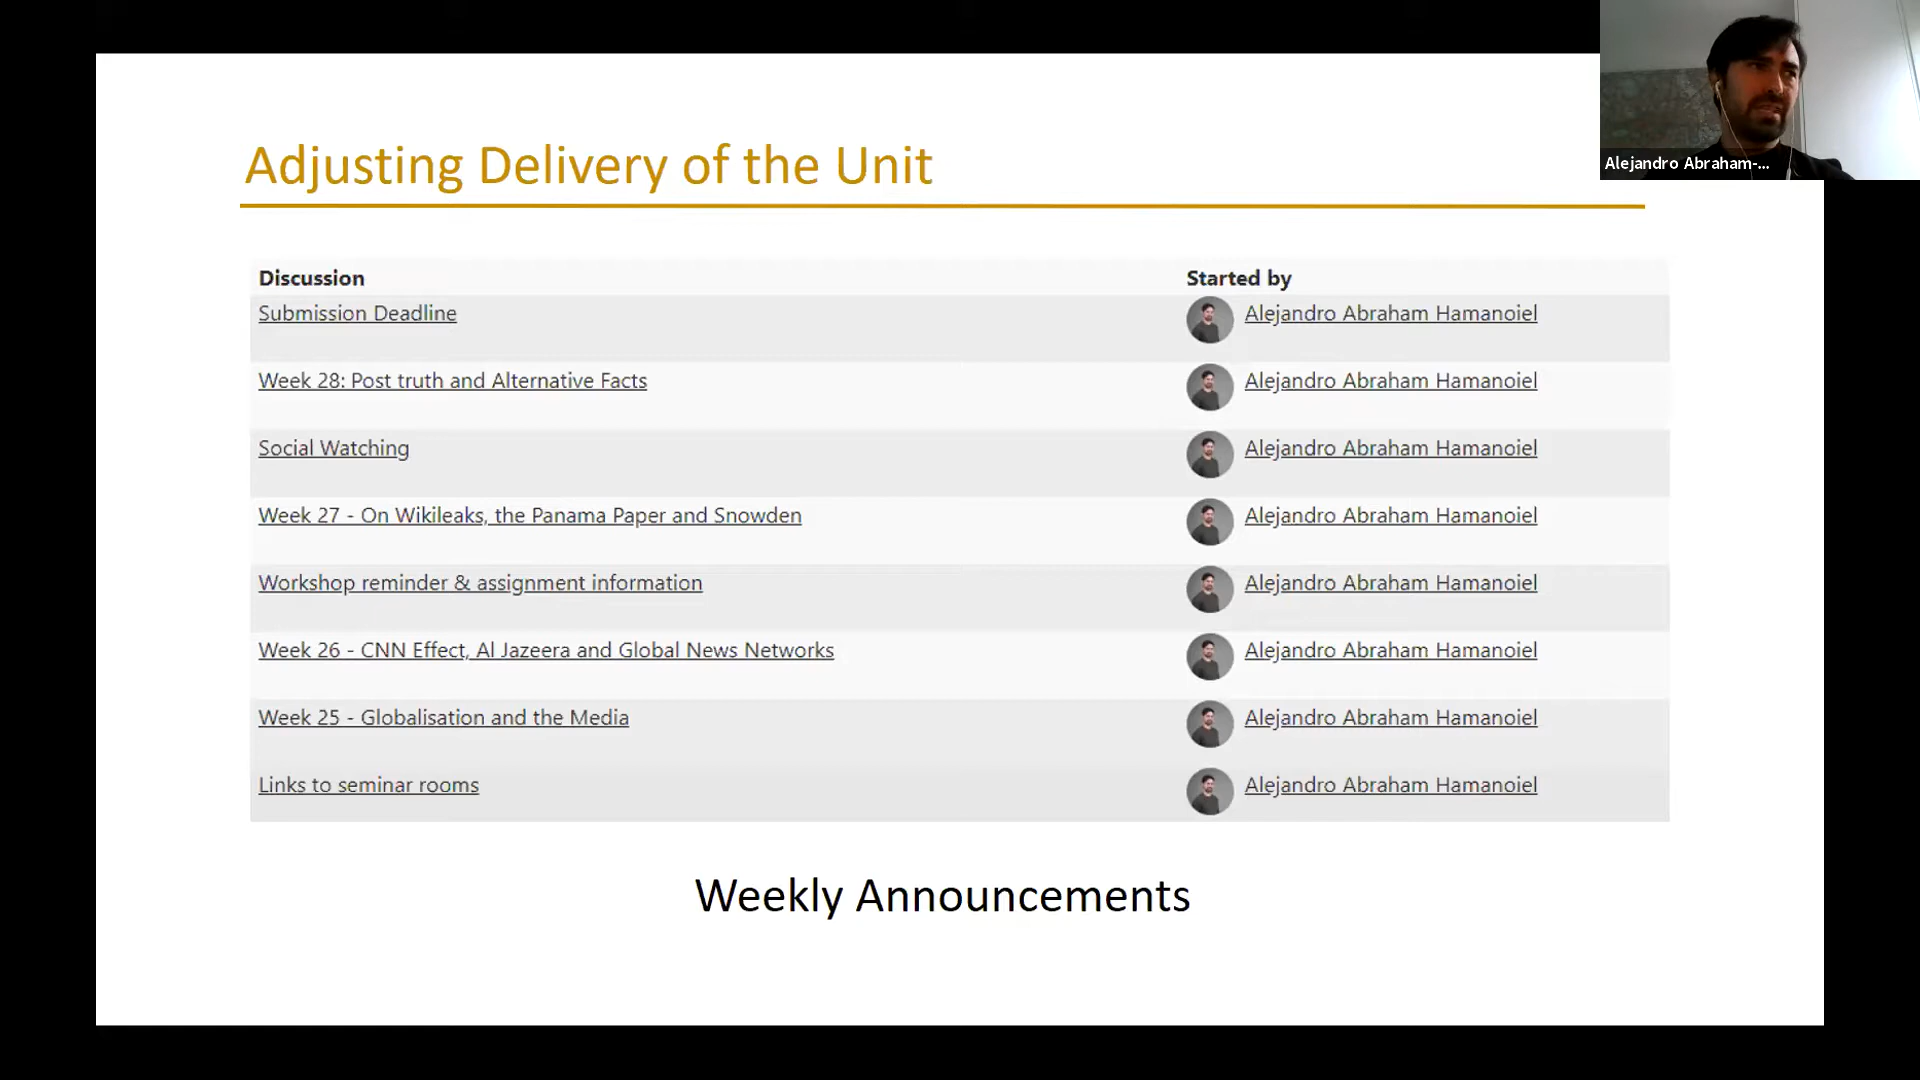 Alejandro Abraham-...
Adjusting Delivery of the Unit
Discussion Started by
Submission Deadline Alejandro Abraham Hamanoiel
Week 28: Post truth and Alternative Facts Alejandro Abraham Hamanoiel
Social Watching Alejandro Abraham Hamanoiel
Week 27 - On Wikileaks, the Panama Paper and Snowden Alejandro Abraham Hamanoiel
Workshop reminder & assignment information Alejandro Abraham Hamanoiel
Week 26 - CNN Effect, Al Jazeera and Global News Networks Alejandro Abraham Hamanoiel
Week 25 - Globalisation and the Media Alejandro Abraham Hamanoiel
Links to seminar rooms Alejandro Abraham Hamanoiel
Weekly Announcements